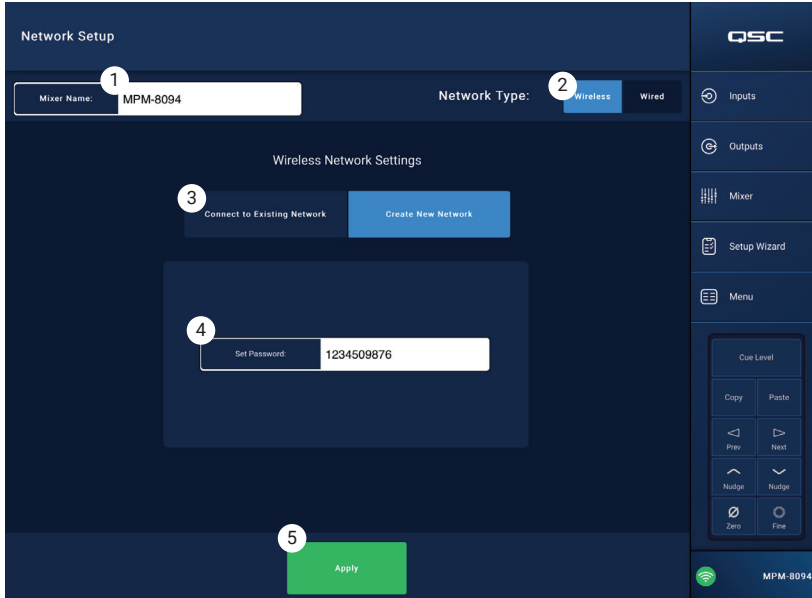 Network Setup
QSC
1
Mixer Name: MPM-8094
Network Type:
2
Wireless Wired
Inputs
Outputs
Mixer
Setup Wizard
Menu
Wireless Network Settings
3
Connect to Existing Network Create New Network
4
Set Password: 1234509876
5
Apply
Cue Level
Copy Paste
Prev Next
Nudge Nudge
Zero Fine
MPM-8094